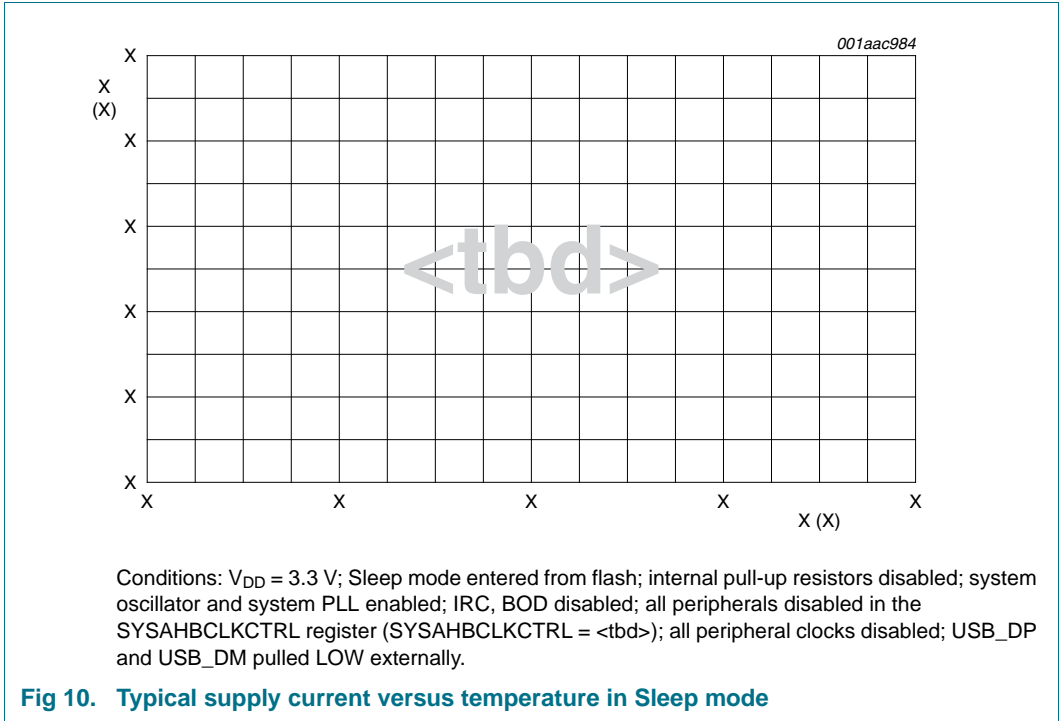 001aac984
X
X
(X)
X
X
<tbd>
X
X
X
X
X
X
X
X
X (X)
Conditions: VDD = 3.3 V; Sleep mode entered from flash; internal pull-up resistors disabled; system
oscillator and system PLL enabled; IRC, BOD disabled; all peripherals disabled in the
SYSAHBCLKCTRL register (SYSAHBCLKCTRL = <tbd>); all peripheral clocks disabled; USB_DP
and USB_DM pulled LOW externally.
Fig 10. Typical supply current versus temperature in Sleep mode